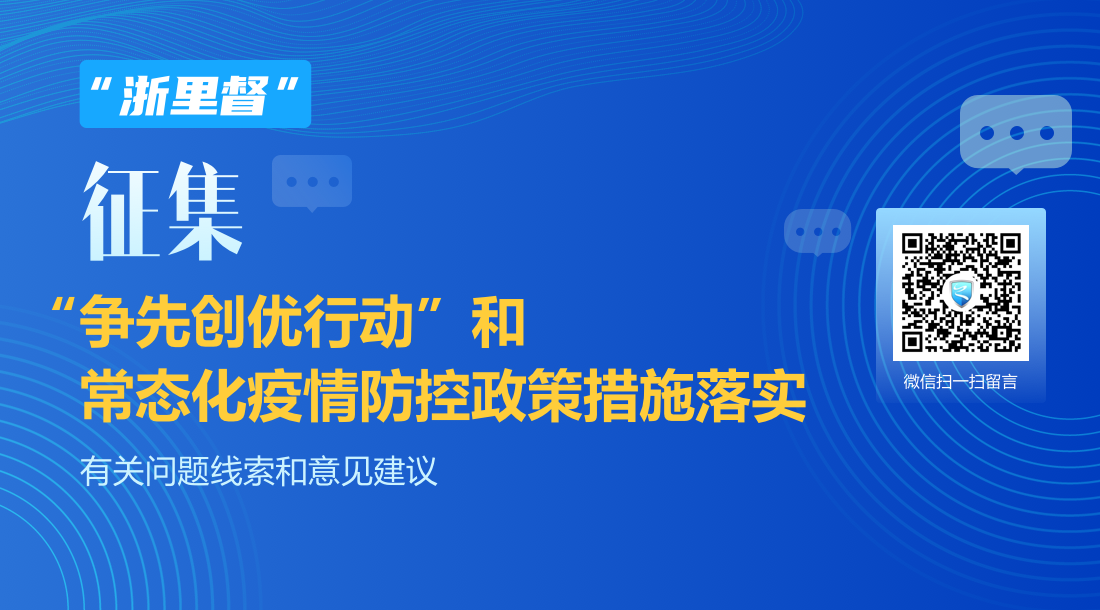 “浙里督”
征集
“争先创优行动”和
常态化疫情防控政策措施落实
有关问题线索和意见建议
微信扫一扫留言